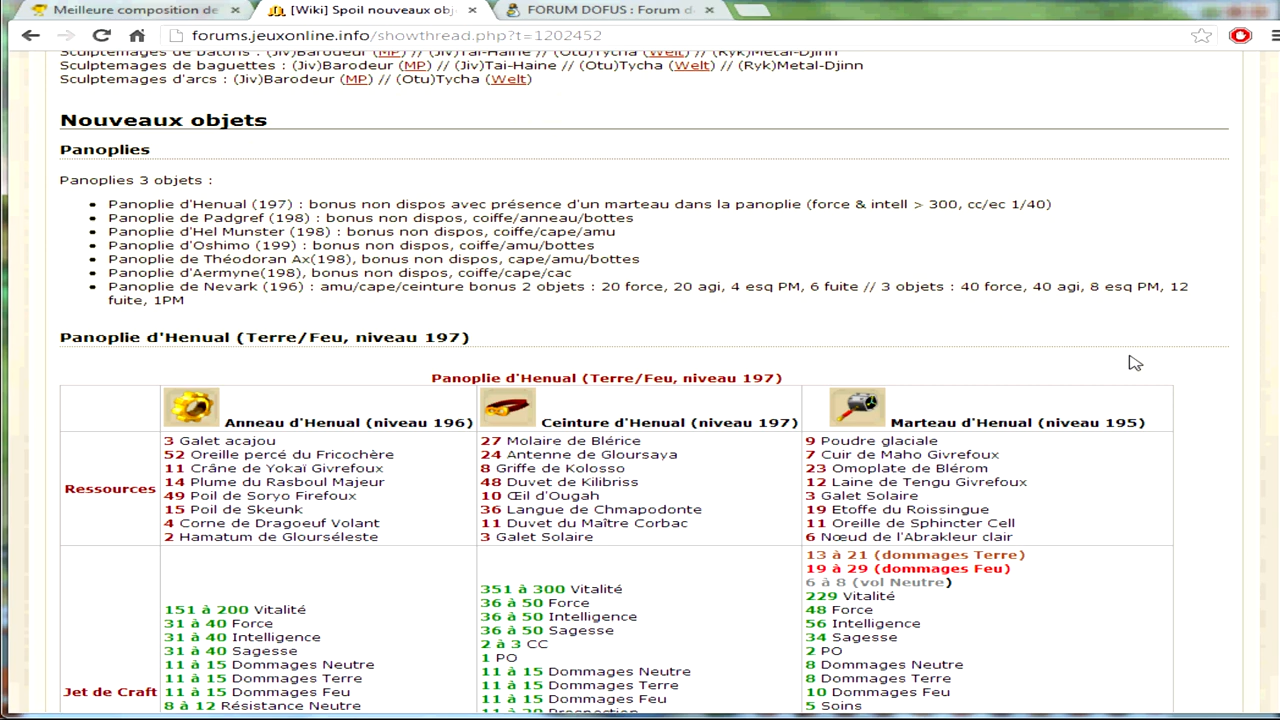 Meilleure composition de
[Wiki] Spoil nouveaux obj
FORUM DOFUS : Forum d
forums.jeuxonline.info/showthread.php?t=1202452
Sculptemages de bâtons : (Jiv)Barodeur (MP) // (Jiv)Tai-Haine // (Otu)Tycha (Welt) // (Ryk)Metal-Djinn
Sculptemages de baguettes : (Jiv)Barodeur (MP) // (Jiv)Tai-Haine // (Otu)Tycha (Welt) // (Ryk)Metal-Djinn
Sculptemages d'arcs : (Jiv)Barodeur (MP) // (Otu)Tycha (Welt)
Nouveaux objets
Panoplies
Panoplies 3 objets :
Panoplie d'Henual (197) : bonus non dispos avec présence d'un marteau dans la panoplie (force & intell > 300, cc/ec 1/40)
Panoplie de Padgref (198) : bonus non dispos, coiffe/anneau/bottes
Panoplie d'Hel Munster (198) : bonus non dispos, coiffe/cape/amu
Panoplie d'Oshimo (199) : bonus non dispos, coiffe/amu/bottes
Panoplie de Théodoran Ax(198), bonus non dispos, cape/amu/bottes
Panoplie d'Aermyne(198), bonus non dispos, coiffe/cape/cac
Panoplie de Nevark (196) : amu/cape/ceinture bonus 2 objets : 20 force, 20 agi, 4 esq PM, 6 fuite // 3 objets : 40 force, 40 agi, 8 esq PM, 12
fuite, 1PM
Panoplie d'Henual (Terre/Feu, niveau 197)
Panoplie d'Henual (Terre/Feu, niveau 197)
Anneau d'Henual (niveau 196)
Ceinture d'Henual (niveau 197)
Marteau d'Henual (niveau 195)
Ressources
3 Galet acajou
52 Oreille percé du Fricochère
11 Crâne de Yokaï Givrefoux
14 Plume du Rasboul Majeur
49 Poil de Soryo Firefoux
15 Poil de Skeunk
4 Corne de Dragoeuf Volant
2 Hamatum de Glourséleste
27 Molaire de Blérice
24 Antenne de Gloursaya
8 Griffe de Kolosso
48 Duvet de Kilibriss
10 Œil d'Ougah
36 Langue de Chmapodonte
11 Duvet du Maître Corbac
3 Galet Solaire
9 Poudre glaciale
7 Cuir de Maho Givrefoux
23 Omoplate de Blérom
12 Laine de Tengu Givrefoux
3 Galet Solaire
19 Etoffe du Roissingue
11 Oreille de Sphincter Cell
6 Nœud de l'Abrakleur clair
Jet de Craft
151 à 200 Vitalité
31 à 40 Force
31 à 40 Intelligence
31 à 40 Sagesse
11 à 15 Dommages Neutre
11 à 15 Dommages Terre
11 à 15 Dommages Feu
8 à 12 Résistance Neutre
351 à 300 Vitalité
36 à 50 Force
36 à 50 Intelligence
36 à 50 Sagesse
2 à 3 CC
1 PO
11 à 15 Dommages Neutre
11 à 15 Dommages Terre
11 à 15 Dommages Feu
11 à 20 Prospection
13 à 21 (dommages Terre)
19 à 29 (dommages Feu)
6 à 8 (vol Neutre)
229 Vitalité
48 Force
56 Intelligence
34 Sagesse
2 PO
8 Dommages Neutre
8 Dommages Terre
10 Dommages Feu
5 Soins